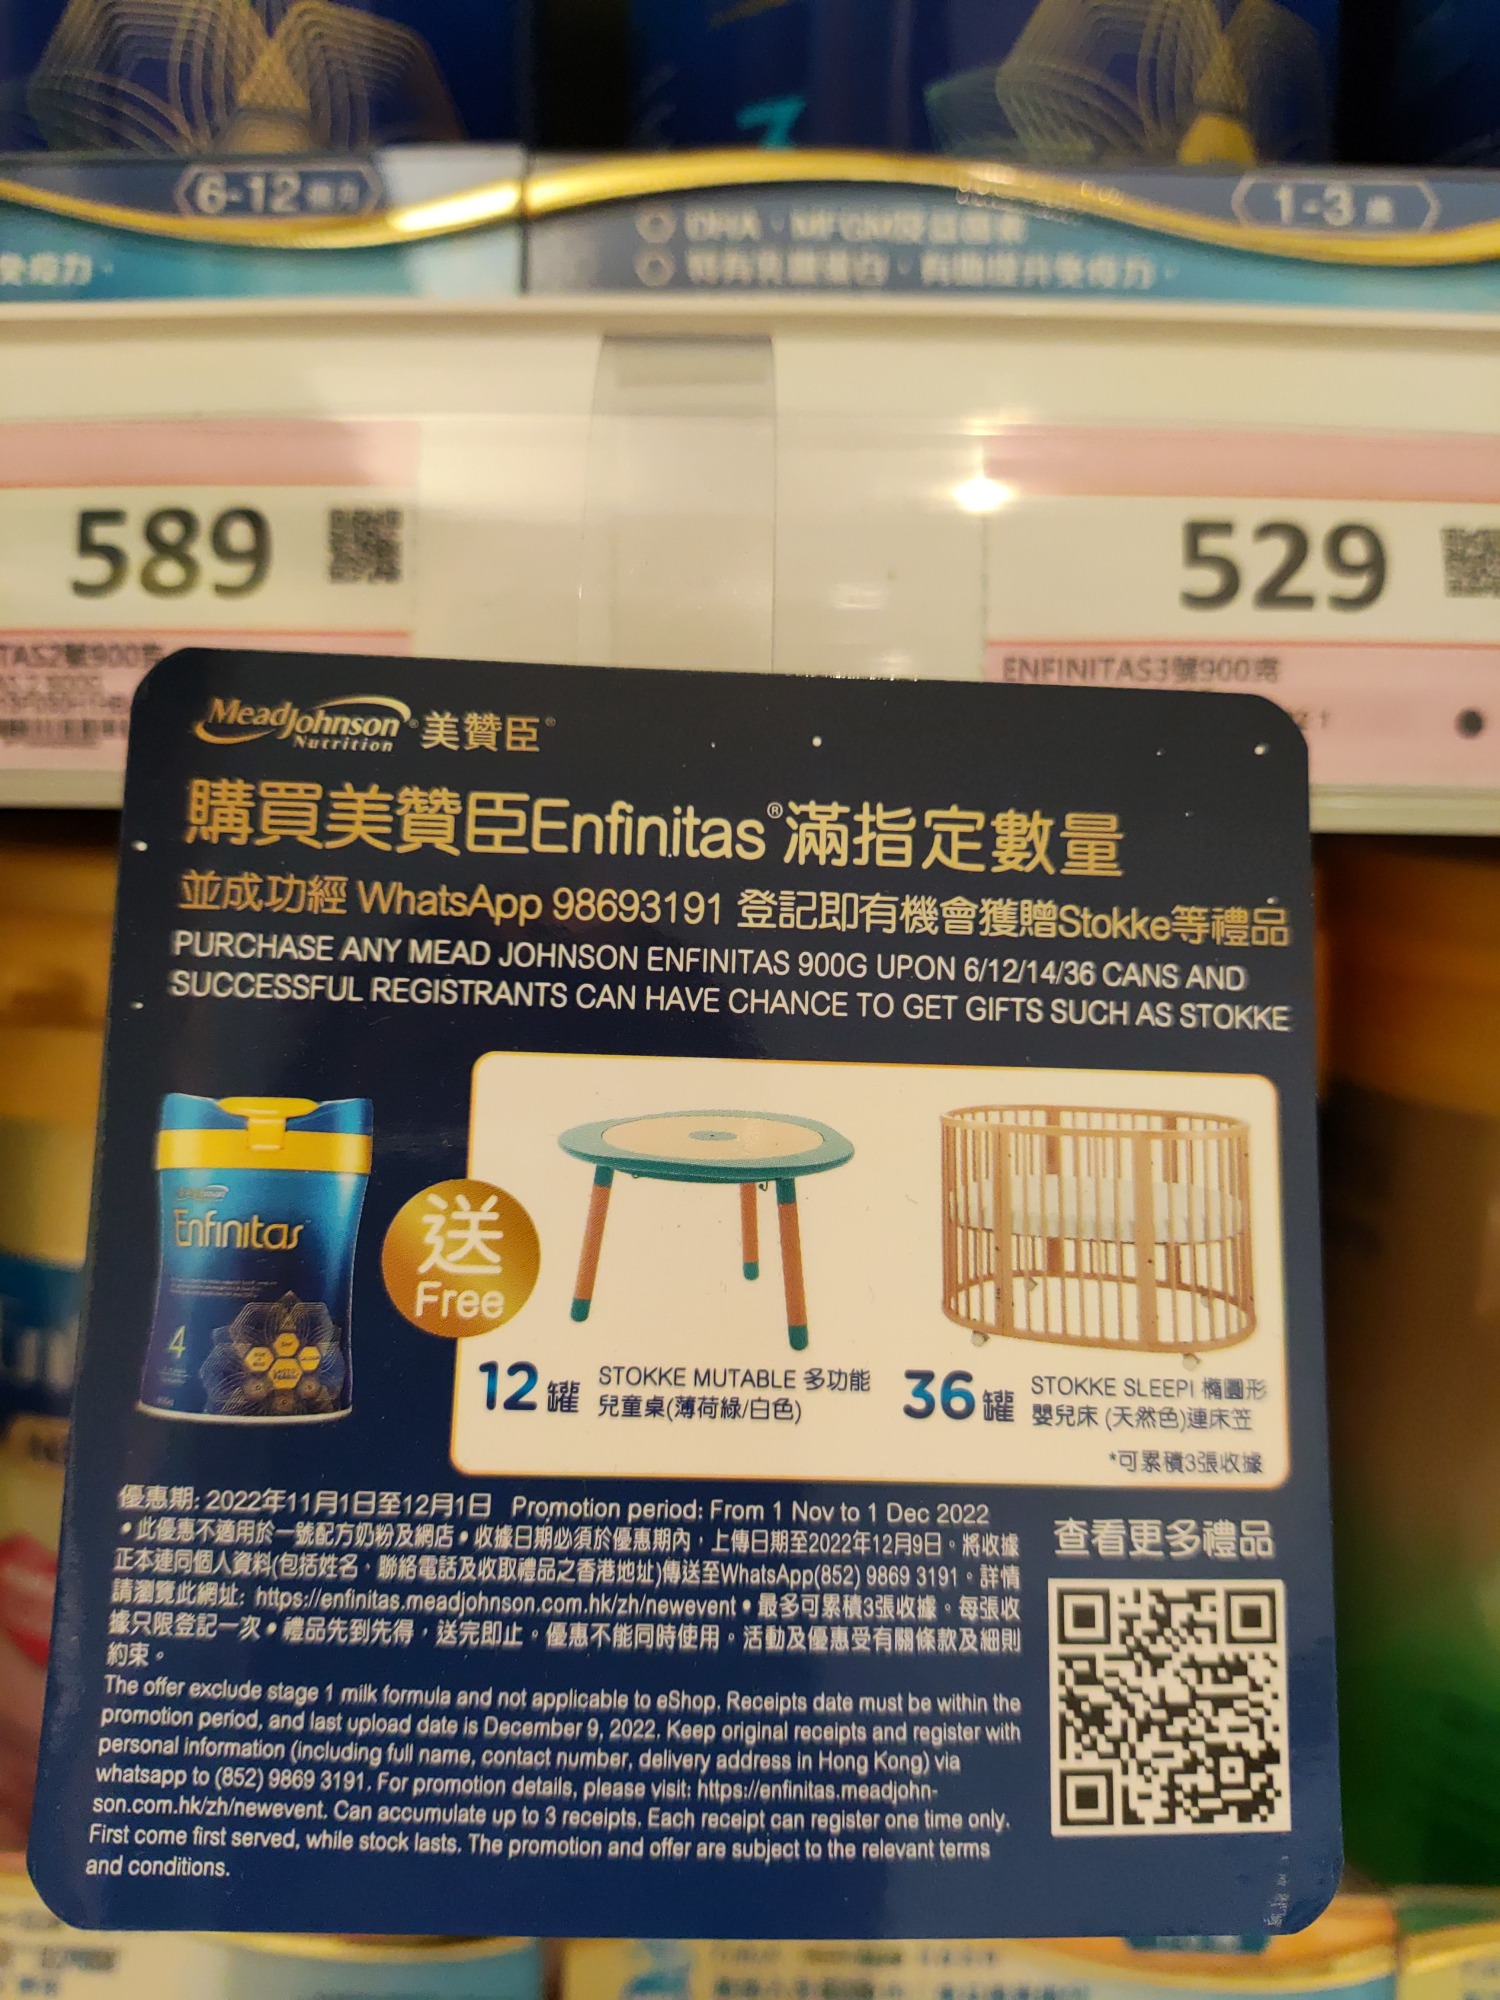 6-12個月
1-3歲
免疫力。
589
529
ENFINITAS3號900克
MeadJohnson
Nutrition
美贊臣
購買美贊臣Enfinitas®滿指定數量
並成功經 WhatsApp 98693191 登記即有機會獲贈Stokke等禮品
PURCHASE ANY MEAD JOHNSON ENFINITAS 900G UPON 6/12/14/36 CANS AND
SUCCESSFUL REGISTRANTS CAN HAVE CHANCE TO GET GIFTS SUCH AS STOKKE
Enfinitas
4
送
Free
12罐 STOKKE MUTABLE 多功能
兒童桌(薄荷綠/白色)
36罐 STOKKE SLEEPI 橢圓形
嬰兒床 (天然色)連床笠
*可累積3張收據
優惠期: 2022年11月1日至12月1日 Promotion period: From 1 Nov to 1 Dec 2022
•此優惠不適用於一號配方奶粉及網店•收據日期必須於優惠期內，上傳日期至2022年12月9日。將收據
正本連同個人資料(包括姓名，聯絡電話及收取禮品之香港地址)傳送至WhatsApp(852) 9869 3191。詳情
請瀏覽此網址: https://enfinitas.meadjohnson.com.hk/zh/newevent•最多可累積3張收據。每張收
據只限登記一次•禮品先到先得，送完即止。優惠不能同時使用。活動及優惠受有關條款及細則
約束。
The offer exclude stage 1 milk formula and not applicable to eShop. Receipts date must be within the
promotion period, and last upload date is December 9, 2022. Keep original receipts and register with
personal information (including full name, contact number, delivery address in Hong Kong) via
whatsapp to (852) 9869 3191. For promotion details, please visit: https://enfinitas.meadjohn-
son.com.hk/zh/newevent. Can accumulate up to 3 receipts. Each receipt can register one time only.
First come first served, while stock lasts. The promotion and offer are subject to the relevant terms
and conditions.
查看更多禮品